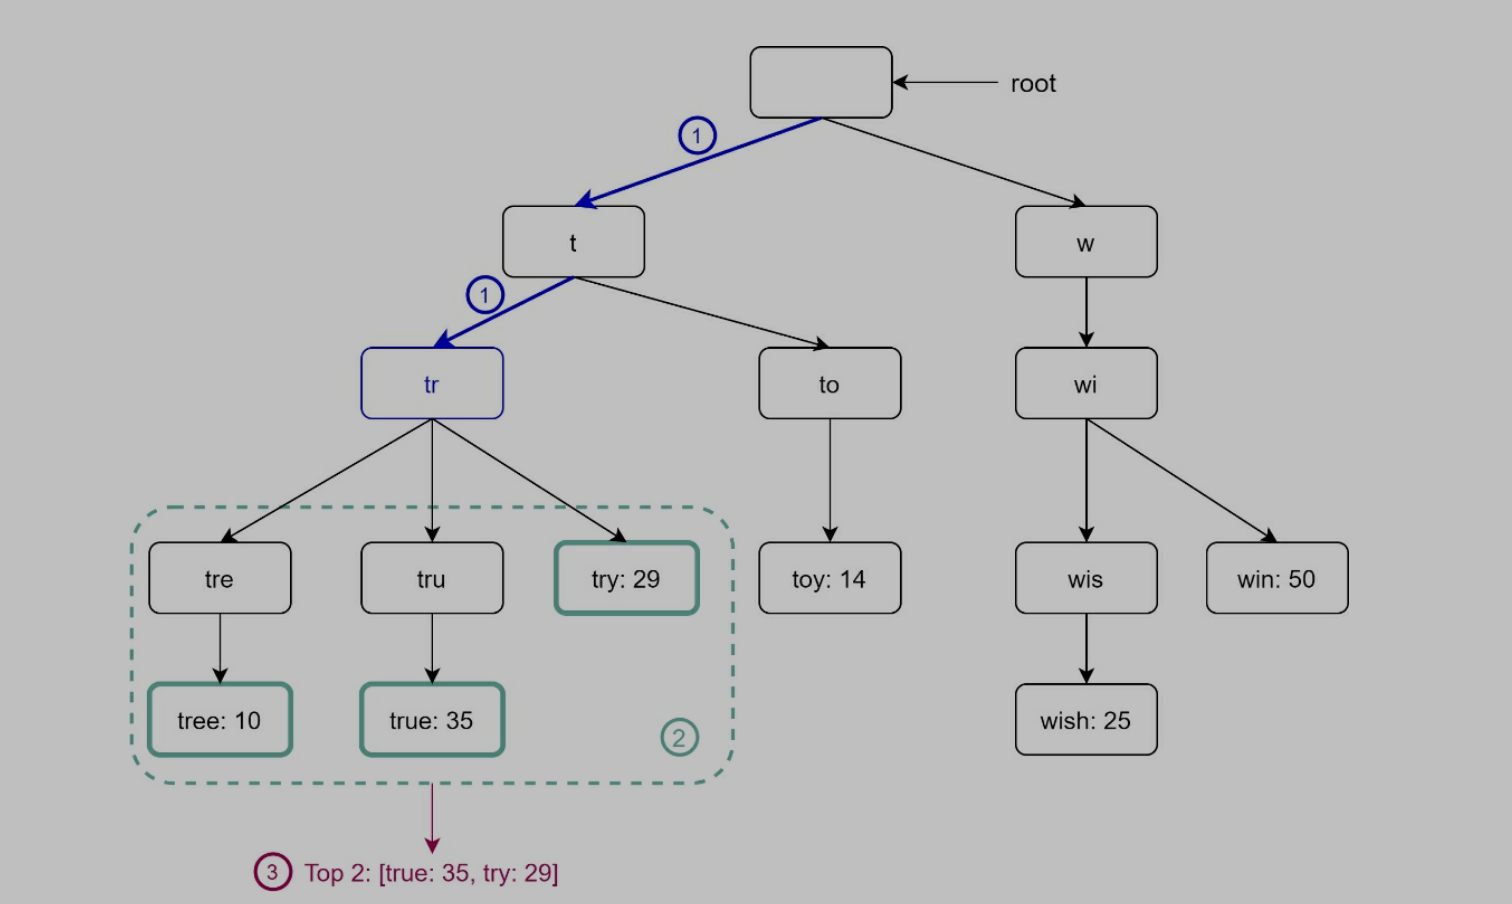 root
1
t
w
1
tr
to
wi
tre
tru
try: 29
toy: 14
wis
win: 50
tree: 10
true: 35
2
wish: 25
3 Top 2: [true: 35, try: 29]